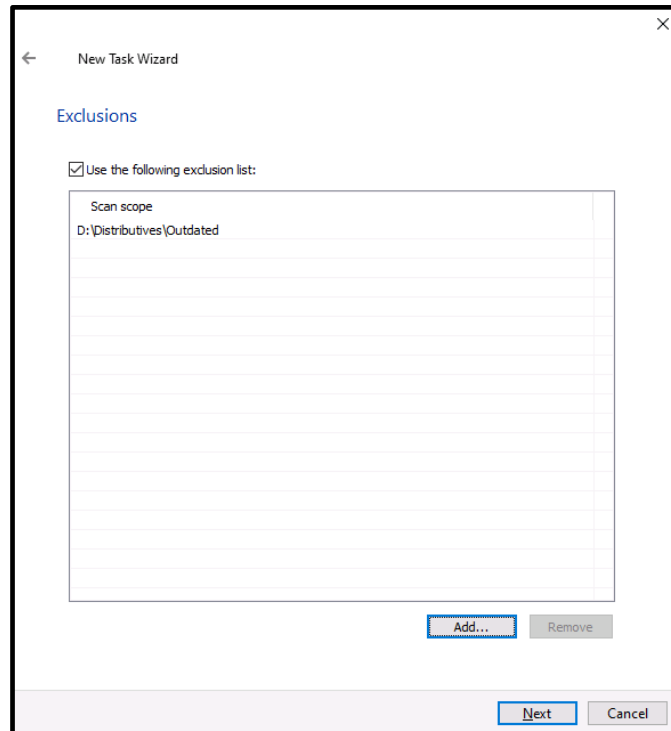 New Task Wizard
Exclusions
Use the following exclusion list:
Scan scope
D:\Distributives\Outdated
Add...
Remove
Next
Cancel